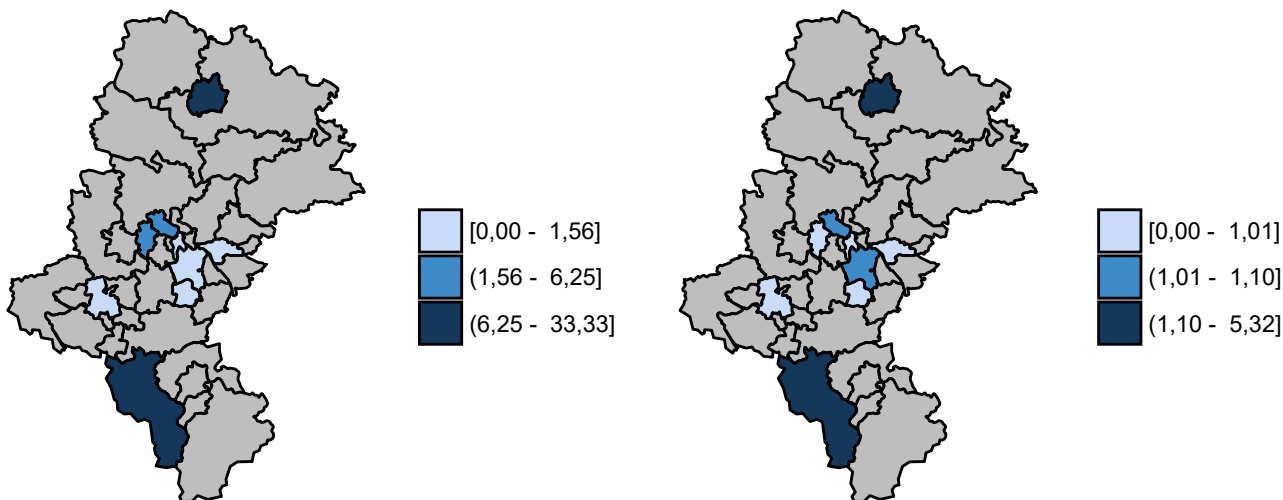 [0,00 - 1,56]
(1,56 - 6,25]
(6,25 - 33,33]
[0,00 - 1,01]
(1,01 - 1,10]
(1,10 - 5,32]